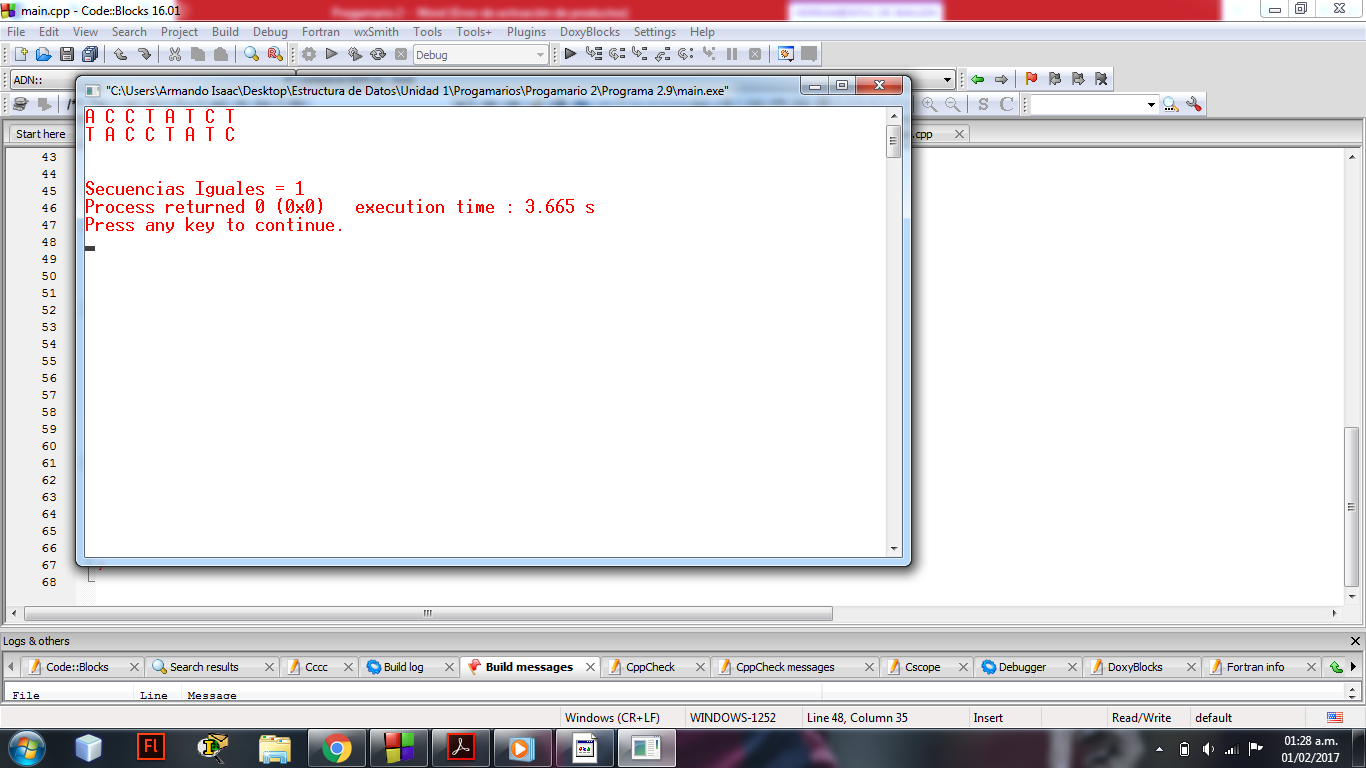 main.cpp - Code::Blocks 16.01
File Edit View Search Project Build Debug Fortran wxSmith Tools Tools+ Plugins DoxyBlocks Settings Help
Debug
ADN::
"C:\Users\Armando Isaac\Desktop\Estructura de Datos\Unidad 1\Progamarios\Progamario 2\Programa 2.9\main.exe"
S C
Start here
.cpp
A C C T A T C T
T A C C T A T C
Secuencias Iguales = 1
Process returned 0 (0x0) execution time : 3.665 s
Press any key to continue.
43
44
45
46
47
48
49
50
51
52
53
54
55
56
57
58
59
60
61
62
63
64
65
66
67
68
Logs & others
Code::Blocks Search results Cccc Build log Build messages CppCheck CppCheck messages Cscope Debugger DoxyBlocks Fortran info
File Line Message
Windows (CR+LF) WINDOWS-1252 Line 48, Column 35 Insert Read/Write default
Fl
01:28 a.m.
01/02/2017